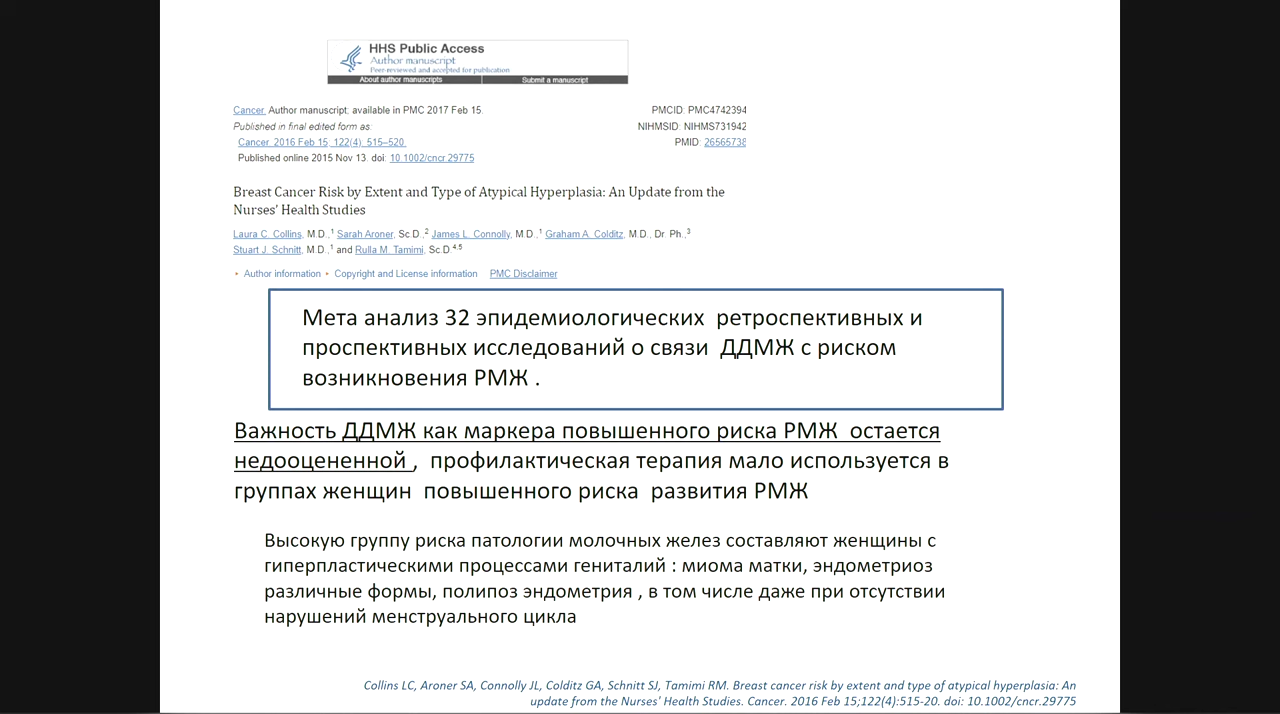 HHS Public Access
Author manuscript
Peer-reviewed and accepted for publication
About author manuscripts Submit a manuscript
Cancer. Author manuscript; available in PMC 2017 Feb 15. PMCID: PMC4742394
Published in final edited form as: NIHMSID: NIHMS731942
Cancer. 2016 Feb 15; 122(4): 515–520. PMID: 26565738
Published online 2015 Nov 13. doi: 10.1002/cncr.29775
Breast Cancer Risk by Extent and Type of Atypical Hyperplasia: An Update from the
Nurses’ Health Studies
Laura C. Collins, M.D.,1 Sarah Aroner, Sc.D.,2 James L. Connolly, M.D.,1 Graham A. Colditz, M.D., Dr. Ph.,3
Stuart J. Schnitt, M.D.,1 and Rulla M. Tamimi, Sc.D.4,5
▸ Author information ▸ Copyright and License information PMC Disclaimer
Мета анализ 32 эпидемиологических ретроспективных и
проспективных исследований о связи ДДМЖ с риском
возникновения РМЖ .
Важность ДДМЖ как маркера повышенного риска РМЖ остается
недооцененной , профилактическая терапия мало используется в
группах женщин повышенного риска развития РМЖ
Высокую группу риска патологии молочных желез составляют женщины с
гиперпластическими процессами гениталий : миома матки, эндометриоз
различные формы, полипоз эндометрия , в том числе даже при отсутствии
нарушений менструального цикла
Collins LC, Aroner SA, Connolly JL, Colditz GA, Schnitt SJ, Tamimi RM. Breast cancer risk by extent and type of atypical hyperplasia: An
update from the Nurses' Health Studies. Cancer. 2016 Feb 15;122(4):515-20. doi: 10.1002/cncr.29775